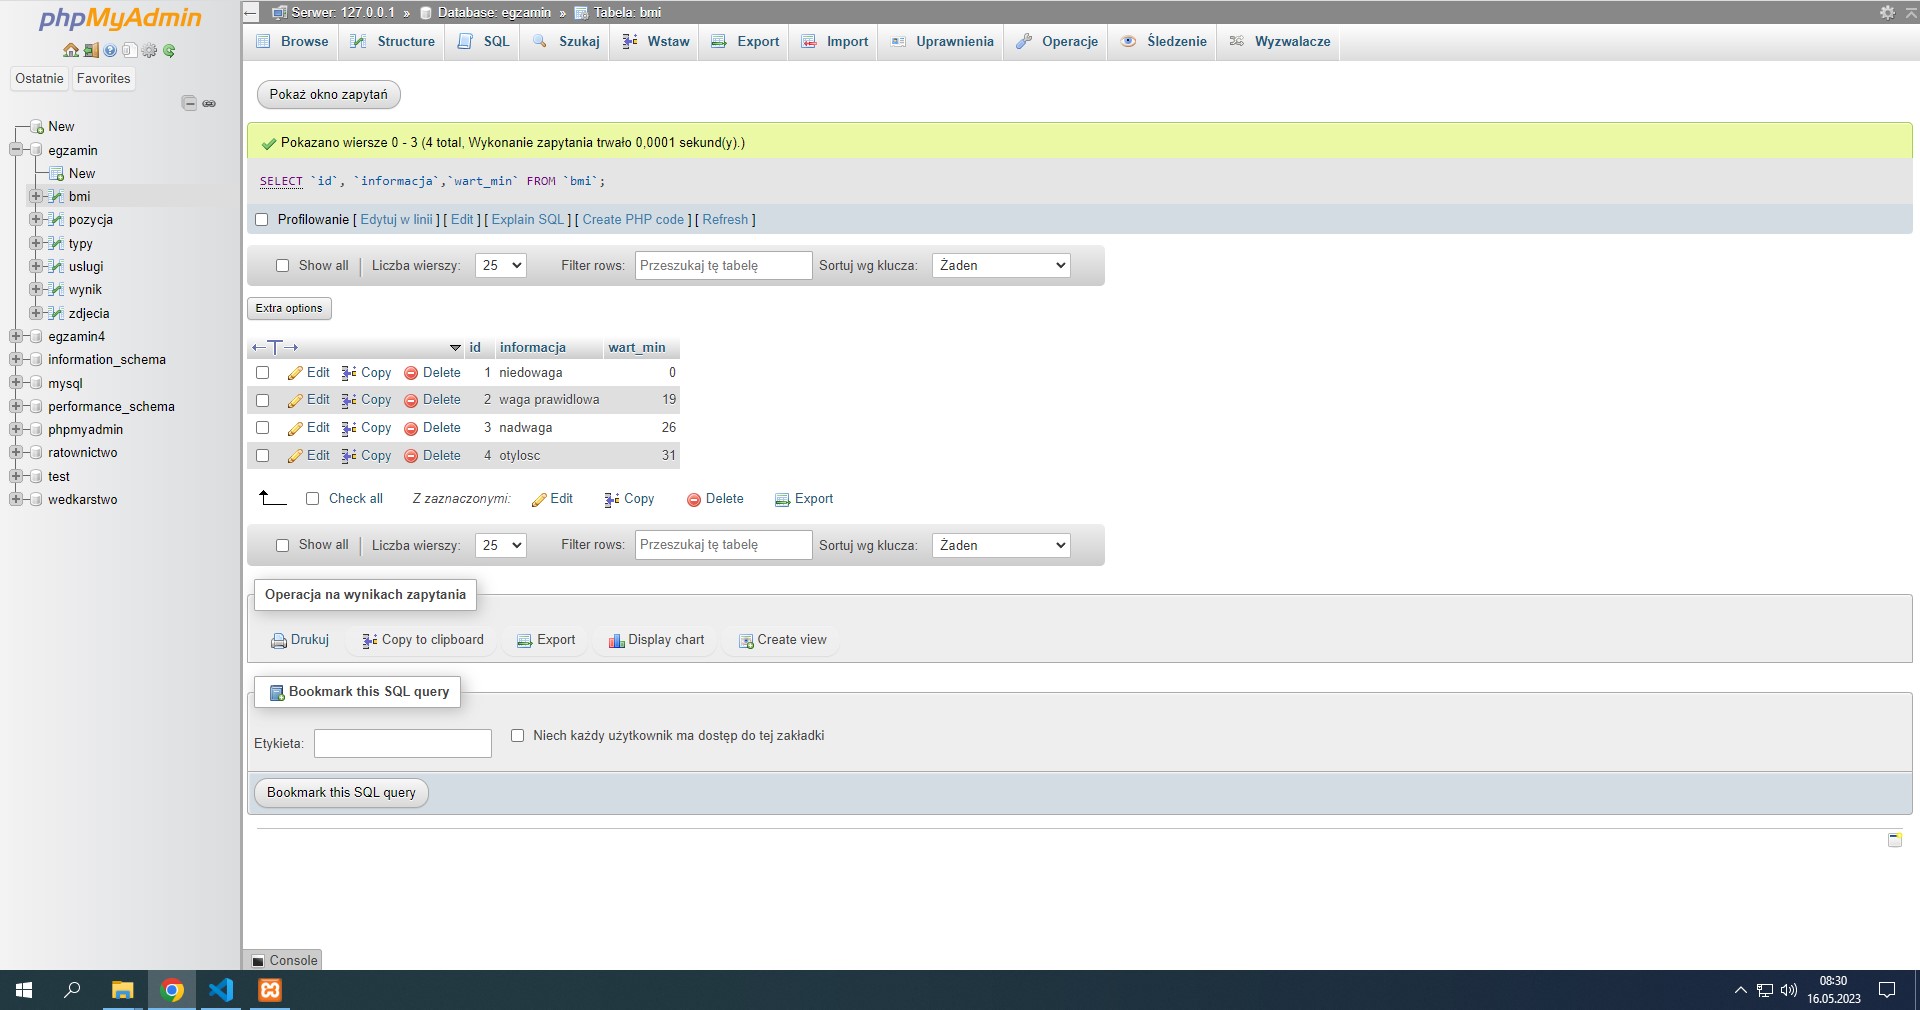 phpMyAdmin
Ostatnie Favorites
New
egzamin
New
bmi
pozycja
typy
uslugi
wynik
zdjecia
egzamin4
information_schema
mysql
performance_schema
phpmyadmin
ratownictwo
test
wedkarstwo
Serwer: 127.0.0.1 » Database: egzamin » Tabela: bmi
Browse Structure SQL Szukaj Wstaw Export Import Uprawnienia Operacje Śledzenie Wyzwalacze
Pokaż okno zapytań
Pokazano wiersze 0 - 3 (4 total, Wykonanie zapytania trwało 0,0001 sekund(y).)
SELECT `id`, `informacja`,`wart_min` FROM `bmi`;
Profilowanie [ Edytuj w linii ] [ Edit ] [ Explain SQL ] [ Create PHP code ] [ Refresh ]
Show all | Liczba wierszy: 25 Filter rows: Przeszukaj tę tabelę Sortuj wg klucza: Żaden
Extra options
←T→ id informacja wart_min
Edit Copy Delete 1 niedowaga 0
Edit Copy Delete 2 waga prawidlowa 19
Edit Copy Delete 3 nadwaga 26
Edit Copy Delete 4 otylosc 31
Check all Z zaznaczonymi: Edit Copy Delete Export
Show all | Liczba wierszy: 25 Filter rows: Przeszukaj tę tabelę Sortuj wg klucza: Żaden
Operacja na wynikach zapytania
Drukuj Copy to clipboard Export Display chart Create view
Bookmark this SQL query
Etykieta: Niech każdy użytkownik ma dostęp do tej zakładki
Bookmark this SQL query
Console
08:30
16.05.2023